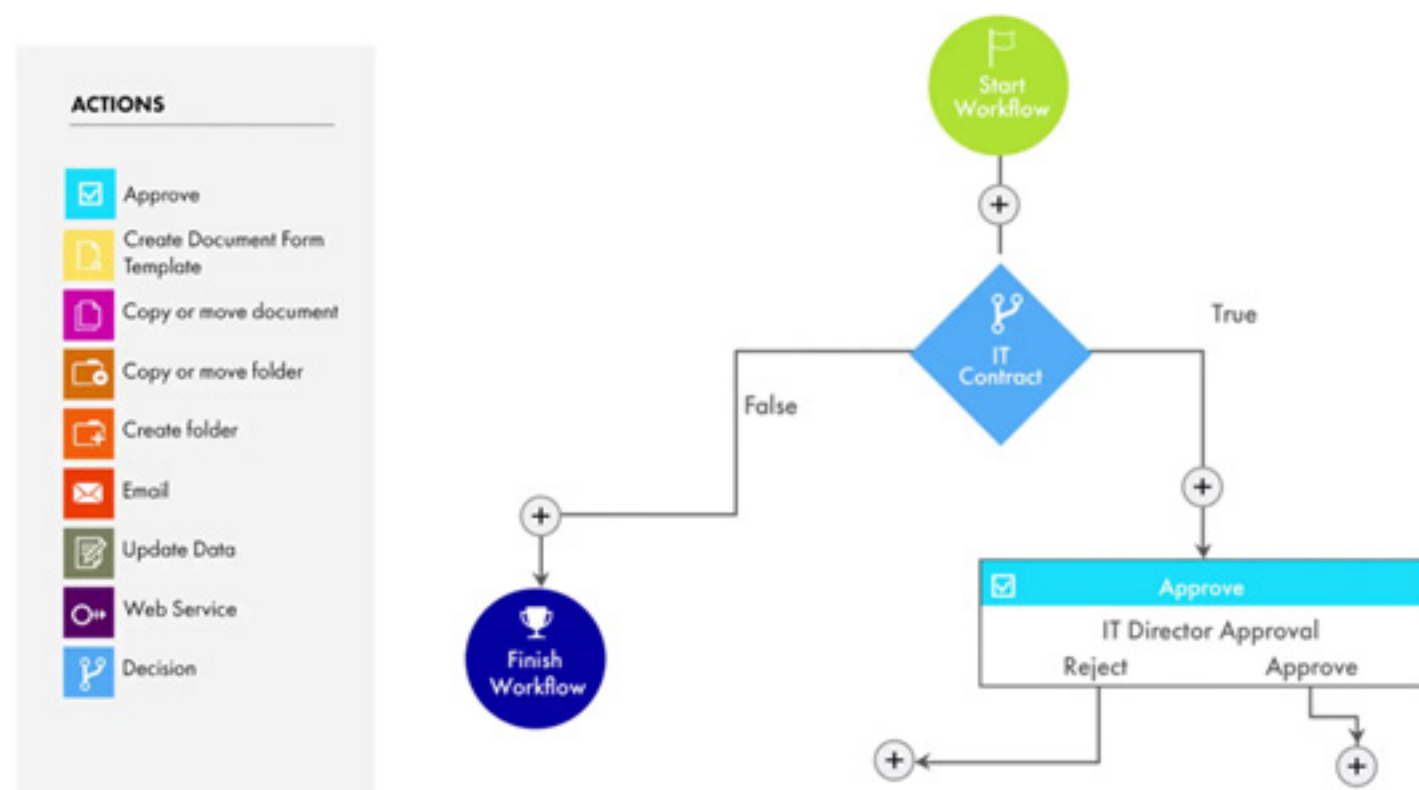 ACTIONS
Approve
Create Document Form
Template
Copy or move document
Copy or move folder
Create folder
Email
Update Data
Web Service
Decision
Start
Workflow
IT
Contract
True
False
Finish
Workflow
Approve
IT Director Approval
Reject Approve